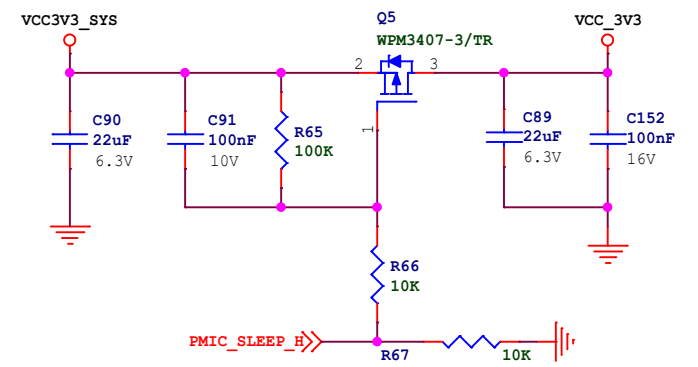 VCC3V3_SYS
Q5
WPM3407-3/TR
VCC_3V3
2
3
1
C90
22uF
6.3V
C91
100nF
10V
R65
100K
C89
22uF
6.3V
C152
100nF
16V
R66
10K
PMIC_SLEEP_H
R67
10K